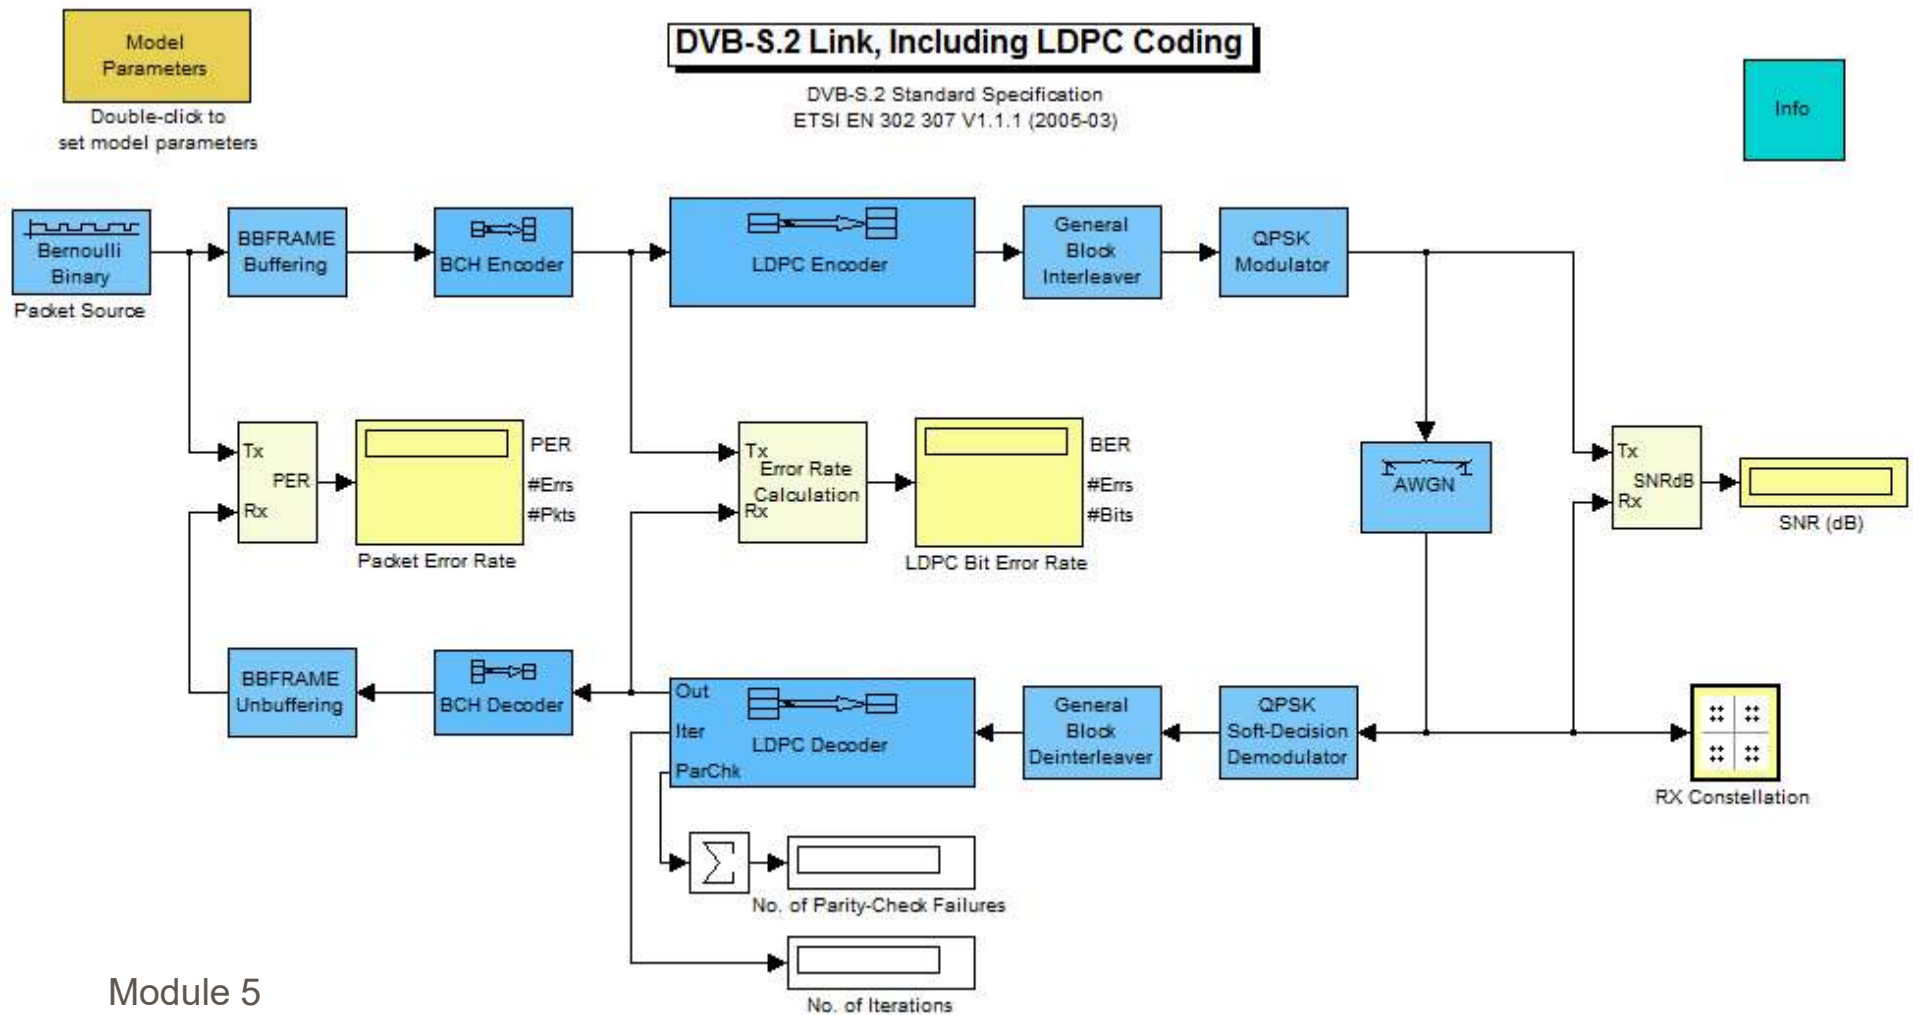 Model
Parameters
Double-click to
set model parameters
DVB-S.2 Link, Including LDPC Coding
DVB-S.2 Standard Specification
ETSI EN 302 307 V1.1.1 (2005-03)
Info
Bernoulli
Binary
Packet Source
BBFRAME
Buffering
BCH Encoder
LDPC Encoder
General
Block
Interleaver
QPSK
Modulator
Tx
PER
Rx
PER
#Errs
#Pkts
Packet Error Rate
Tx
Error Rate
Calculation
Rx
BER
#Errs
#Bits
LDPC Bit Error Rate
AWGN
Tx
SNRdB
Rx
SNR (dB)
BBFRAME
Unbuffering
BCH Decoder
Out
Iter
ParChk
LDPC Decoder
General
Block
Deinterleaver
QPSK
Soft-Decision
Demodulator
RX Constellation
No. of Parity-Check Failures
No. of Iterations
Module 5